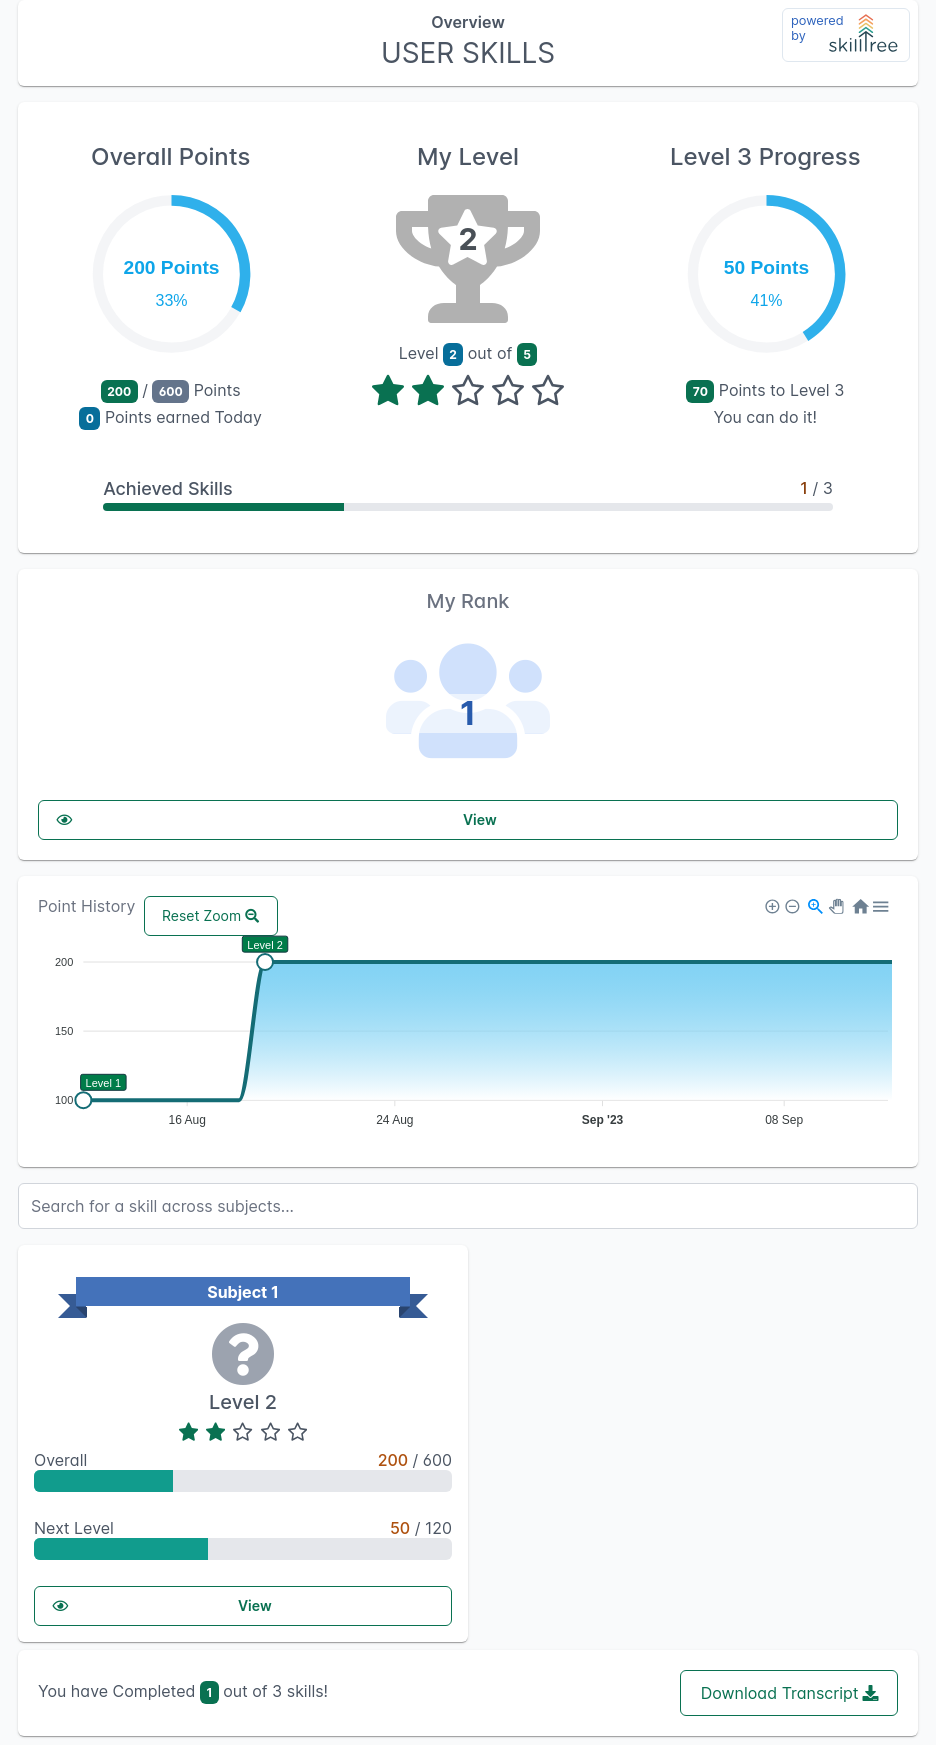 Overview
USER SKILLS
powered
by
skilltree
Overall Points
My Level
Level 3 Progress
200 Points
33%
2
50 Points
41%
Level 2 out of 5
200 / 600 Points
0 Points earned Today
70 Points to Level 3
You can do it!
Achieved Skills
1 / 3
My Rank
1
View
Point History
Reset Zoom
Level 2
200
150
Level 1
100
16 Aug
24 Aug
Sep '23
08 Sep
Search for a skill across subjects...
Subject 1
?
Level 2
Overall
200 / 600
Next Level
50 / 120
View
You have Completed 1 out of 3 skills!
Download Transcript